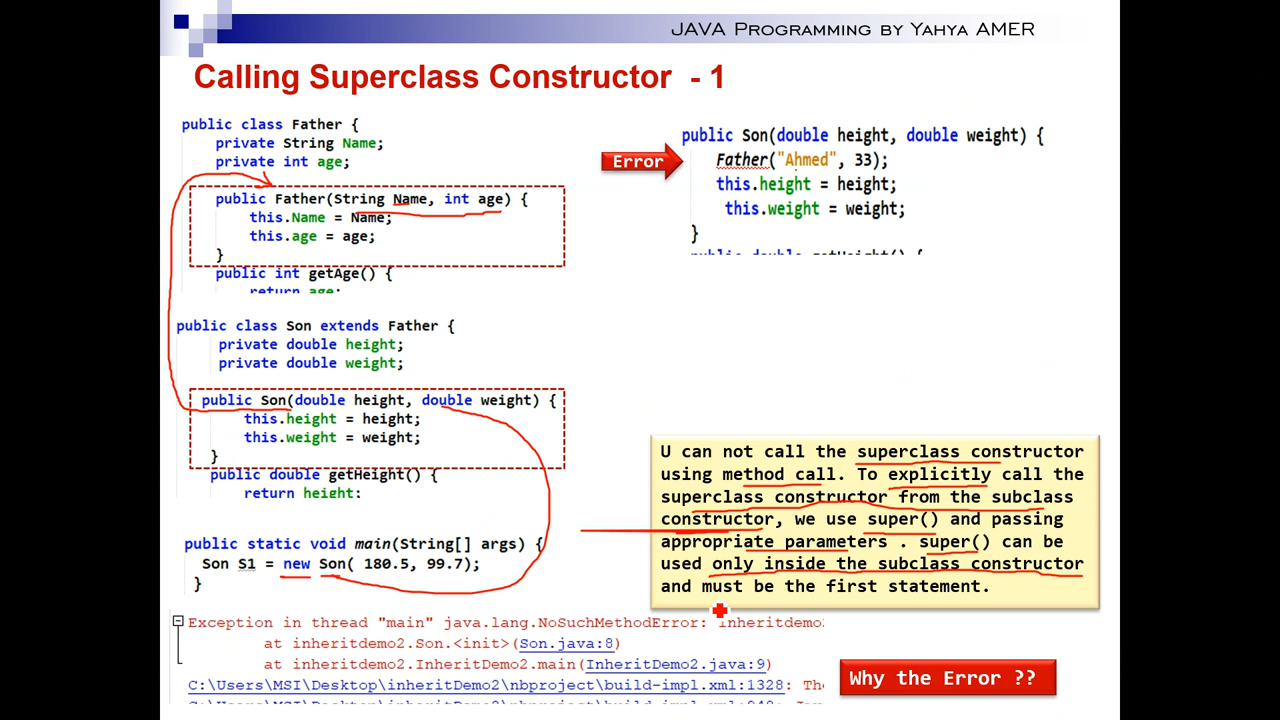 JAVA Programming by Yahya AMER
Calling Superclass Constructor - 1
public class Father {
private String Name;
private int age;
public Father(String Name, int age) {
this.Name = Name;
this.age = age;
}
public int getAge() {
return age;
public class Son extends Father {
private double height;
private double weight;
public Son(double height, double weight) {
this.height = height;
this.weight = weight;
}
public double getHeight() {
return height;
public static void main(String[] args) {
Son S1 = new Son( 180.5, 99.7);
}
Error
public Son(double height, double weight) {
Father("Ahmed", 33);
this.height = height;
this.weight = weight;
}
public double getHeight() {
U can not call the superclass constructor
using method call. To explicitly call the
superclass constructor from the subclass
constructor, we use super() and passing
appropriate parameters . super() can be
used only inside the subclass constructor
and must be the first statement.
Exception in thread "main" java.lang.NoSuchMethodError: Inheritdemo
at inheritdemo2.Son.<init>(Son.java:8)
at inheritdemo2.InheritDemo2.main(InheritDemo2.java:9)
C:\Users\MSI\Desktop\inheritDemo2\nbproject\build-impl.xml:1328: The
Why the Error ??